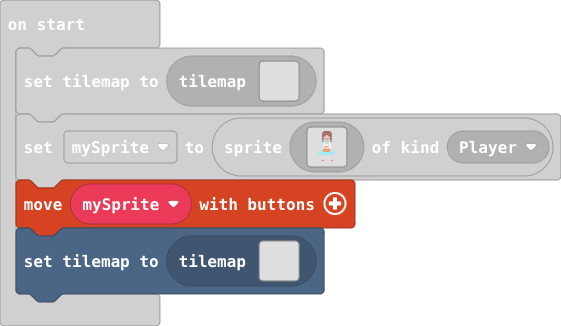 on start
set tilemap to tilemap
set mySprite to sprite of kind Player
move mySprite with buttons
set tilemap to tilemap